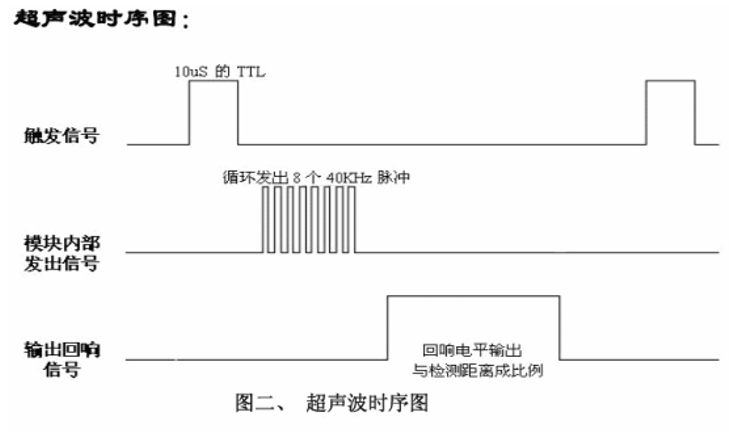 超声波时序图：
10uS 的 TTL
触发信号
循环发出 8 个 40KHz 脉冲
模块内部
发出信号
输出回响
信号
回响电平输出
与检测距离成比例
图二、 超声波时序图